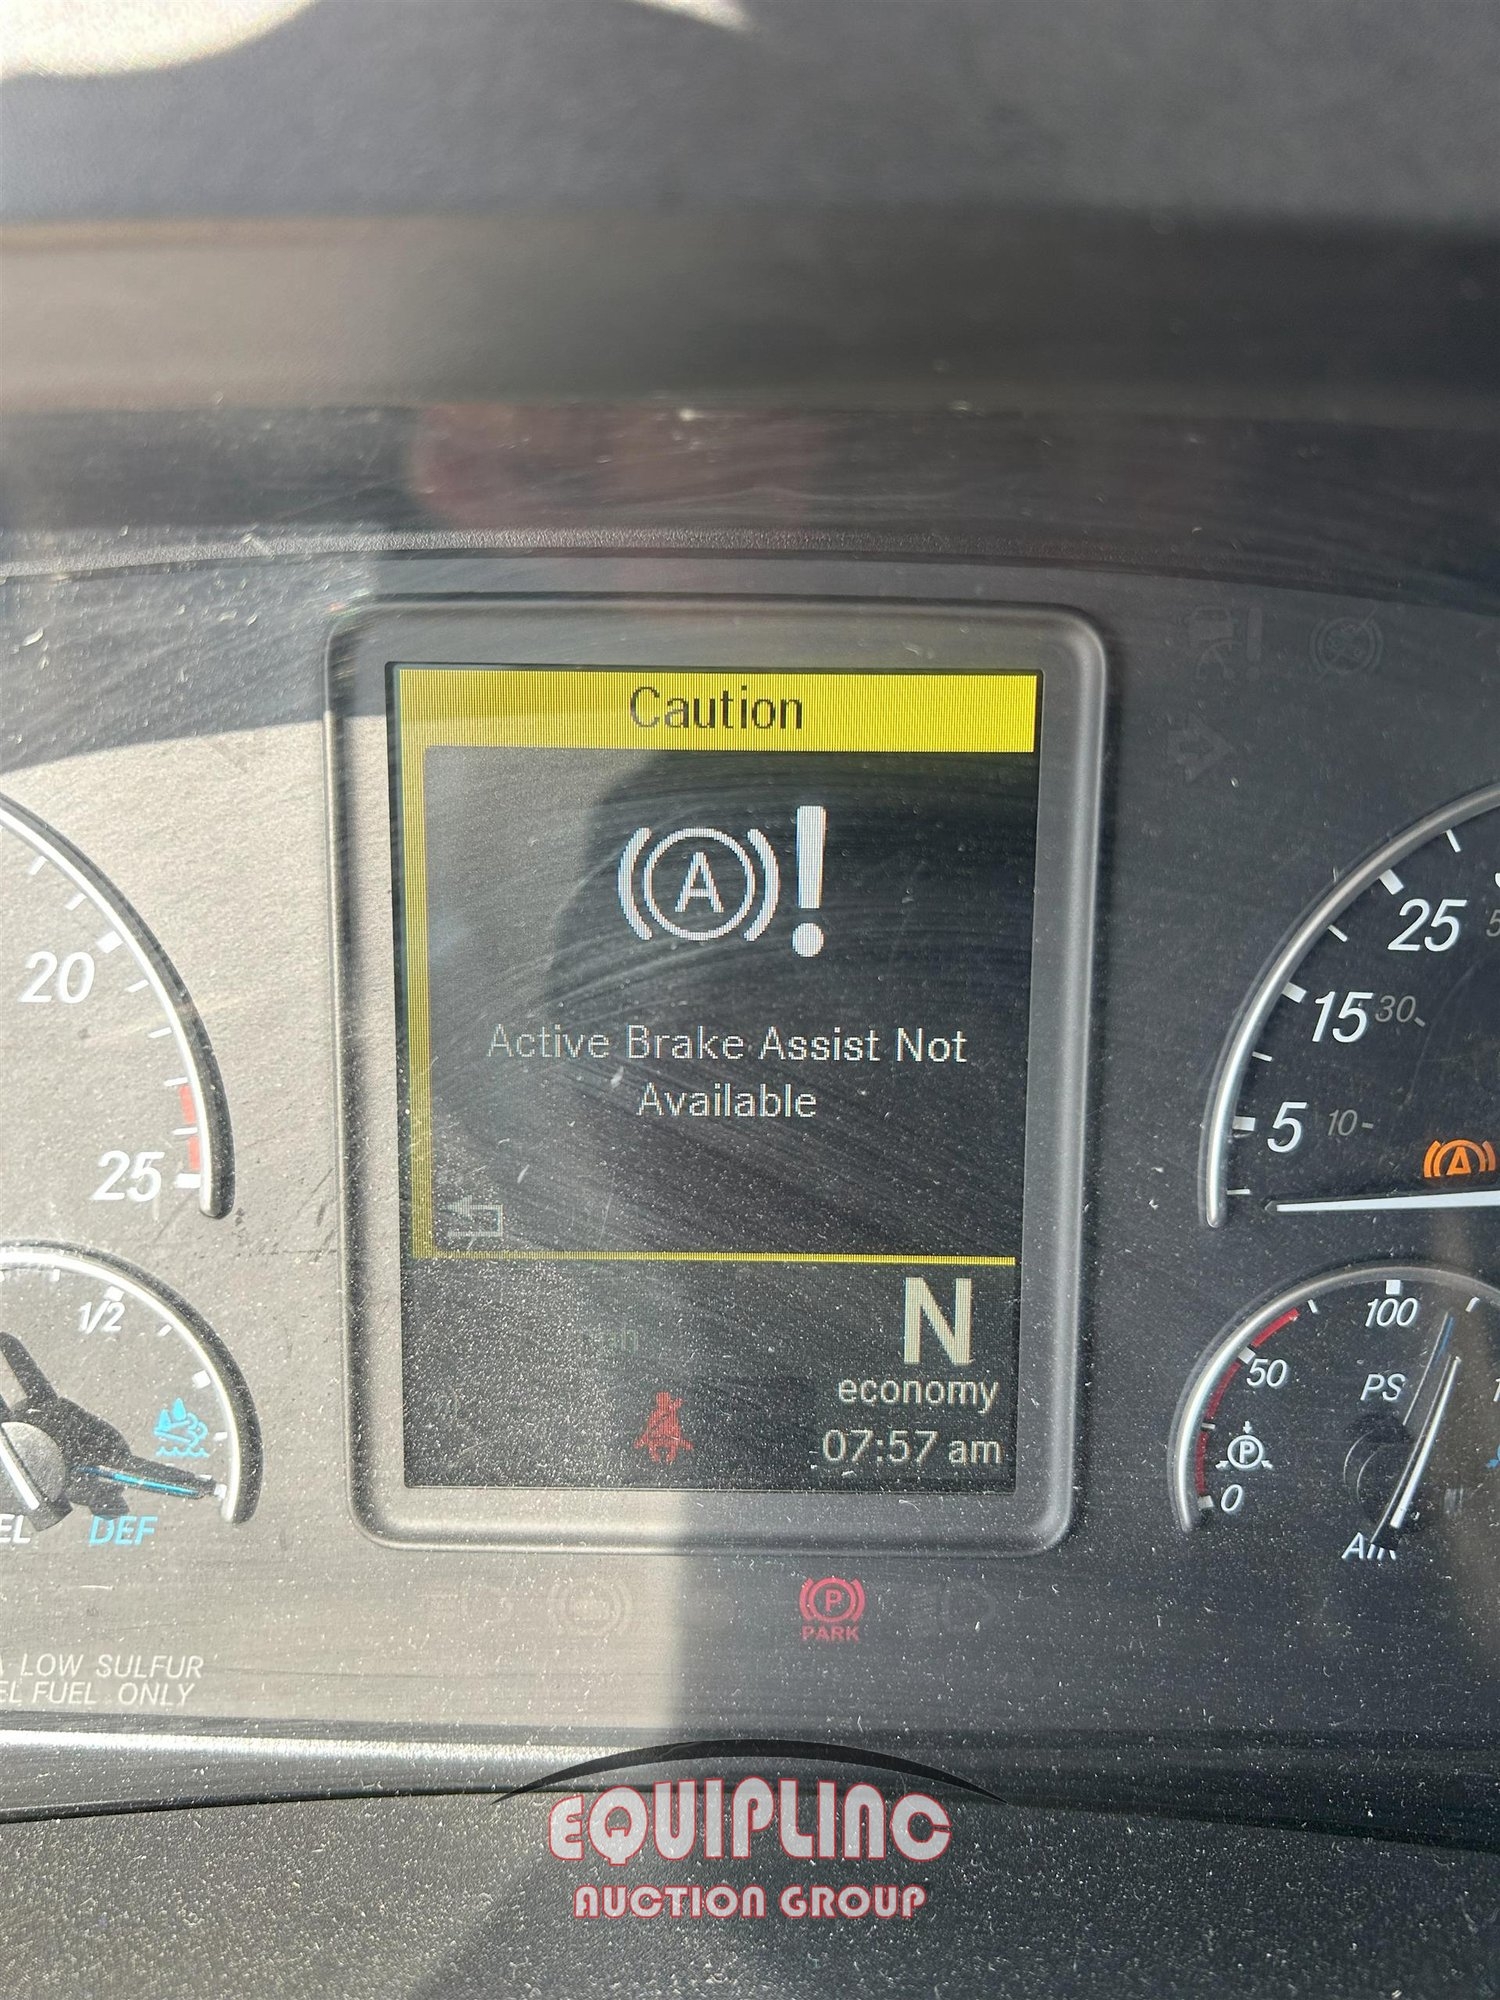 Caution
A
Active Brake Assist Not
Available
N
economy
07:57 am
20
25
1/2
DEF
LOW SULFUR
FUEL ONLY
25
15 30
5 10
A
100
50
PS
P
0
P
PARK
EQUIPLINC
AUCTION GROUP